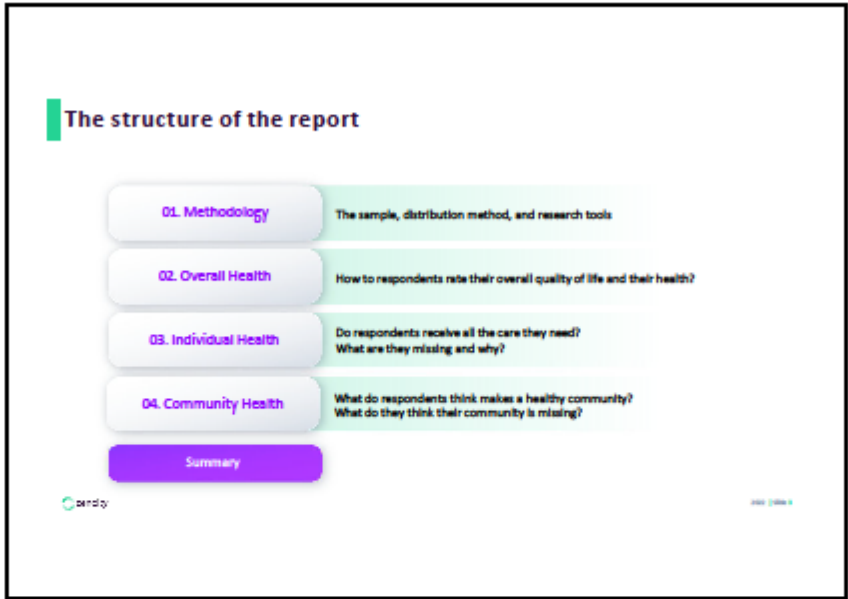 The structure of the report
01. Methodology
The sample, distribution method, and research tools
02. Overall Health
How to respondents rate their overall quality of life and their health?
03. Individual Health
Do respondents receive all the care they need?
What are they missing and why?
04. Community Health
What do respondents think makes a healthy community?
What do they think their community is missing?
Summary